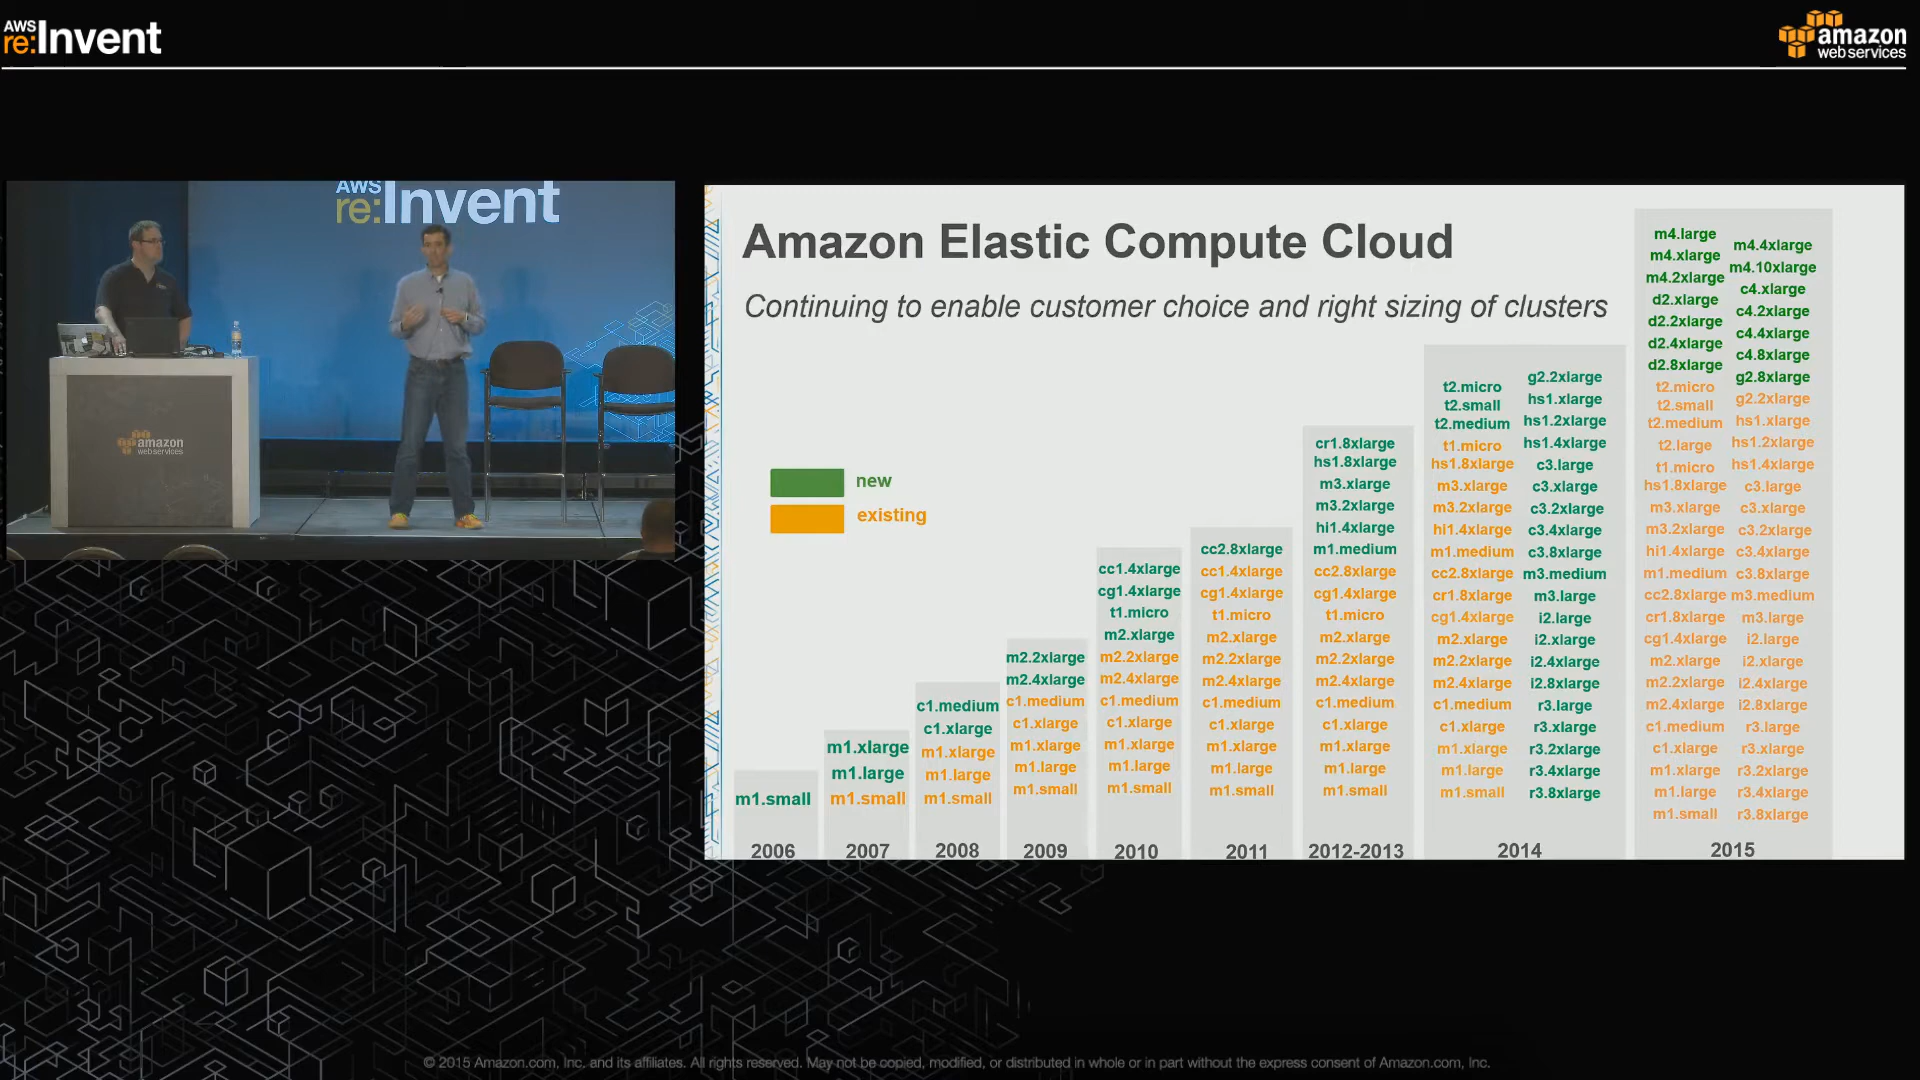 AWS
re:Invent
amazon
web services
AWS
re:Invent
amazon
web services
Amazon Elastic Compute Cloud
Continuing to enable customer choice and right sizing of clusters
new
existing
m1.small
2006
m1.xlarge
m1.large
m1.small
2007
c1.medium
c1.xlarge
m1.xlarge
m1.large
m1.small
2008
m2.2xlarge
m2.4xlarge
c1.medium
c1.xlarge
m1.xlarge
m1.large
m1.small
2009
cc1.4xlarge
cg1.4xlarge
t1.micro
m2.xlarge
m2.2xlarge
m2.4xlarge
c1.medium
c1.xlarge
m1.xlarge
m1.large
m1.small
2010
cc2.8xlarge
cc1.4xlarge
cg1.4xlarge
t1.micro
m2.xlarge
m2.2xlarge
m2.4xlarge
c1.medium
c1.xlarge
m1.xlarge
m1.large
m1.small
2011
cr1.8xlarge
hs1.8xlarge
m3.xlarge
m3.2xlarge
hi1.4xlarge
m1.medium
cc2.8xlarge
cg1.4xlarge
t1.micro
m2.xlarge
m2.2xlarge
m2.4xlarge
c1.medium
c1.xlarge
m1.xlarge
m1.large
m1.small
2012-2013
t2.micro
t2.small
t2.medium
t1.micro
hs1.8xlarge
m3.xlarge
m3.2xlarge
hi1.4xlarge
m1.medium
cc2.8xlarge
cr1.8xlarge
cg1.4xlarge
m2.xlarge
m2.2xlarge
m2.4xlarge
c1.medium
c1.xlarge
m1.xlarge
m1.large
m1.small
g2.2xlarge
hs1.xlarge
hs1.2xlarge
hs1.4xlarge
c3.large
c3.xlarge
c3.2xlarge
c3.4xlarge
c3.8xlarge
m3.medium
m3.large
i2.large
i2.xlarge
i2.4xlarge
i2.8xlarge
r3.large
r3.xlarge
r3.2xlarge
r3.4xlarge
r3.8xlarge
2014
m4.large
m4.xlarge
m4.2xlarge
d2.xlarge
d2.2xlarge
d2.4xlarge
d2.8xlarge
t2.micro
t2.small
t2.medium
t2.large
t1.micro
hs1.8xlarge
m3.xlarge
m3.2xlarge
hi1.4xlarge
m1.medium
cc2.8xlarge
cr1.8xlarge
cg1.4xlarge
m2.xlarge
m2.2xlarge
m2.4xlarge
c1.medium
c1.xlarge
m1.xlarge
m1.large
m1.small
m4.4xlarge
m4.10xlarge
c4.xlarge
c4.2xlarge
c4.4xlarge
c4.8xlarge
g2.8xlarge
g2.2xlarge
hs1.xlarge
hs1.2xlarge
hs1.4xlarge
c3.large
c3.xlarge
c3.2xlarge
c3.4xlarge
c3.8xlarge
m3.medium
m3.large
i2.large
i2.xlarge
i2.4xlarge
i2.8xlarge
r3.large
r3.xlarge
r3.2xlarge
r3.4xlarge
r3.8xlarge
2015
© 2015 Amazon.com, Inc. and its affiliates. All rights reserved. May not be copied, modified, or distributed in whole or in part without the express consent of Amazon.com, Inc.